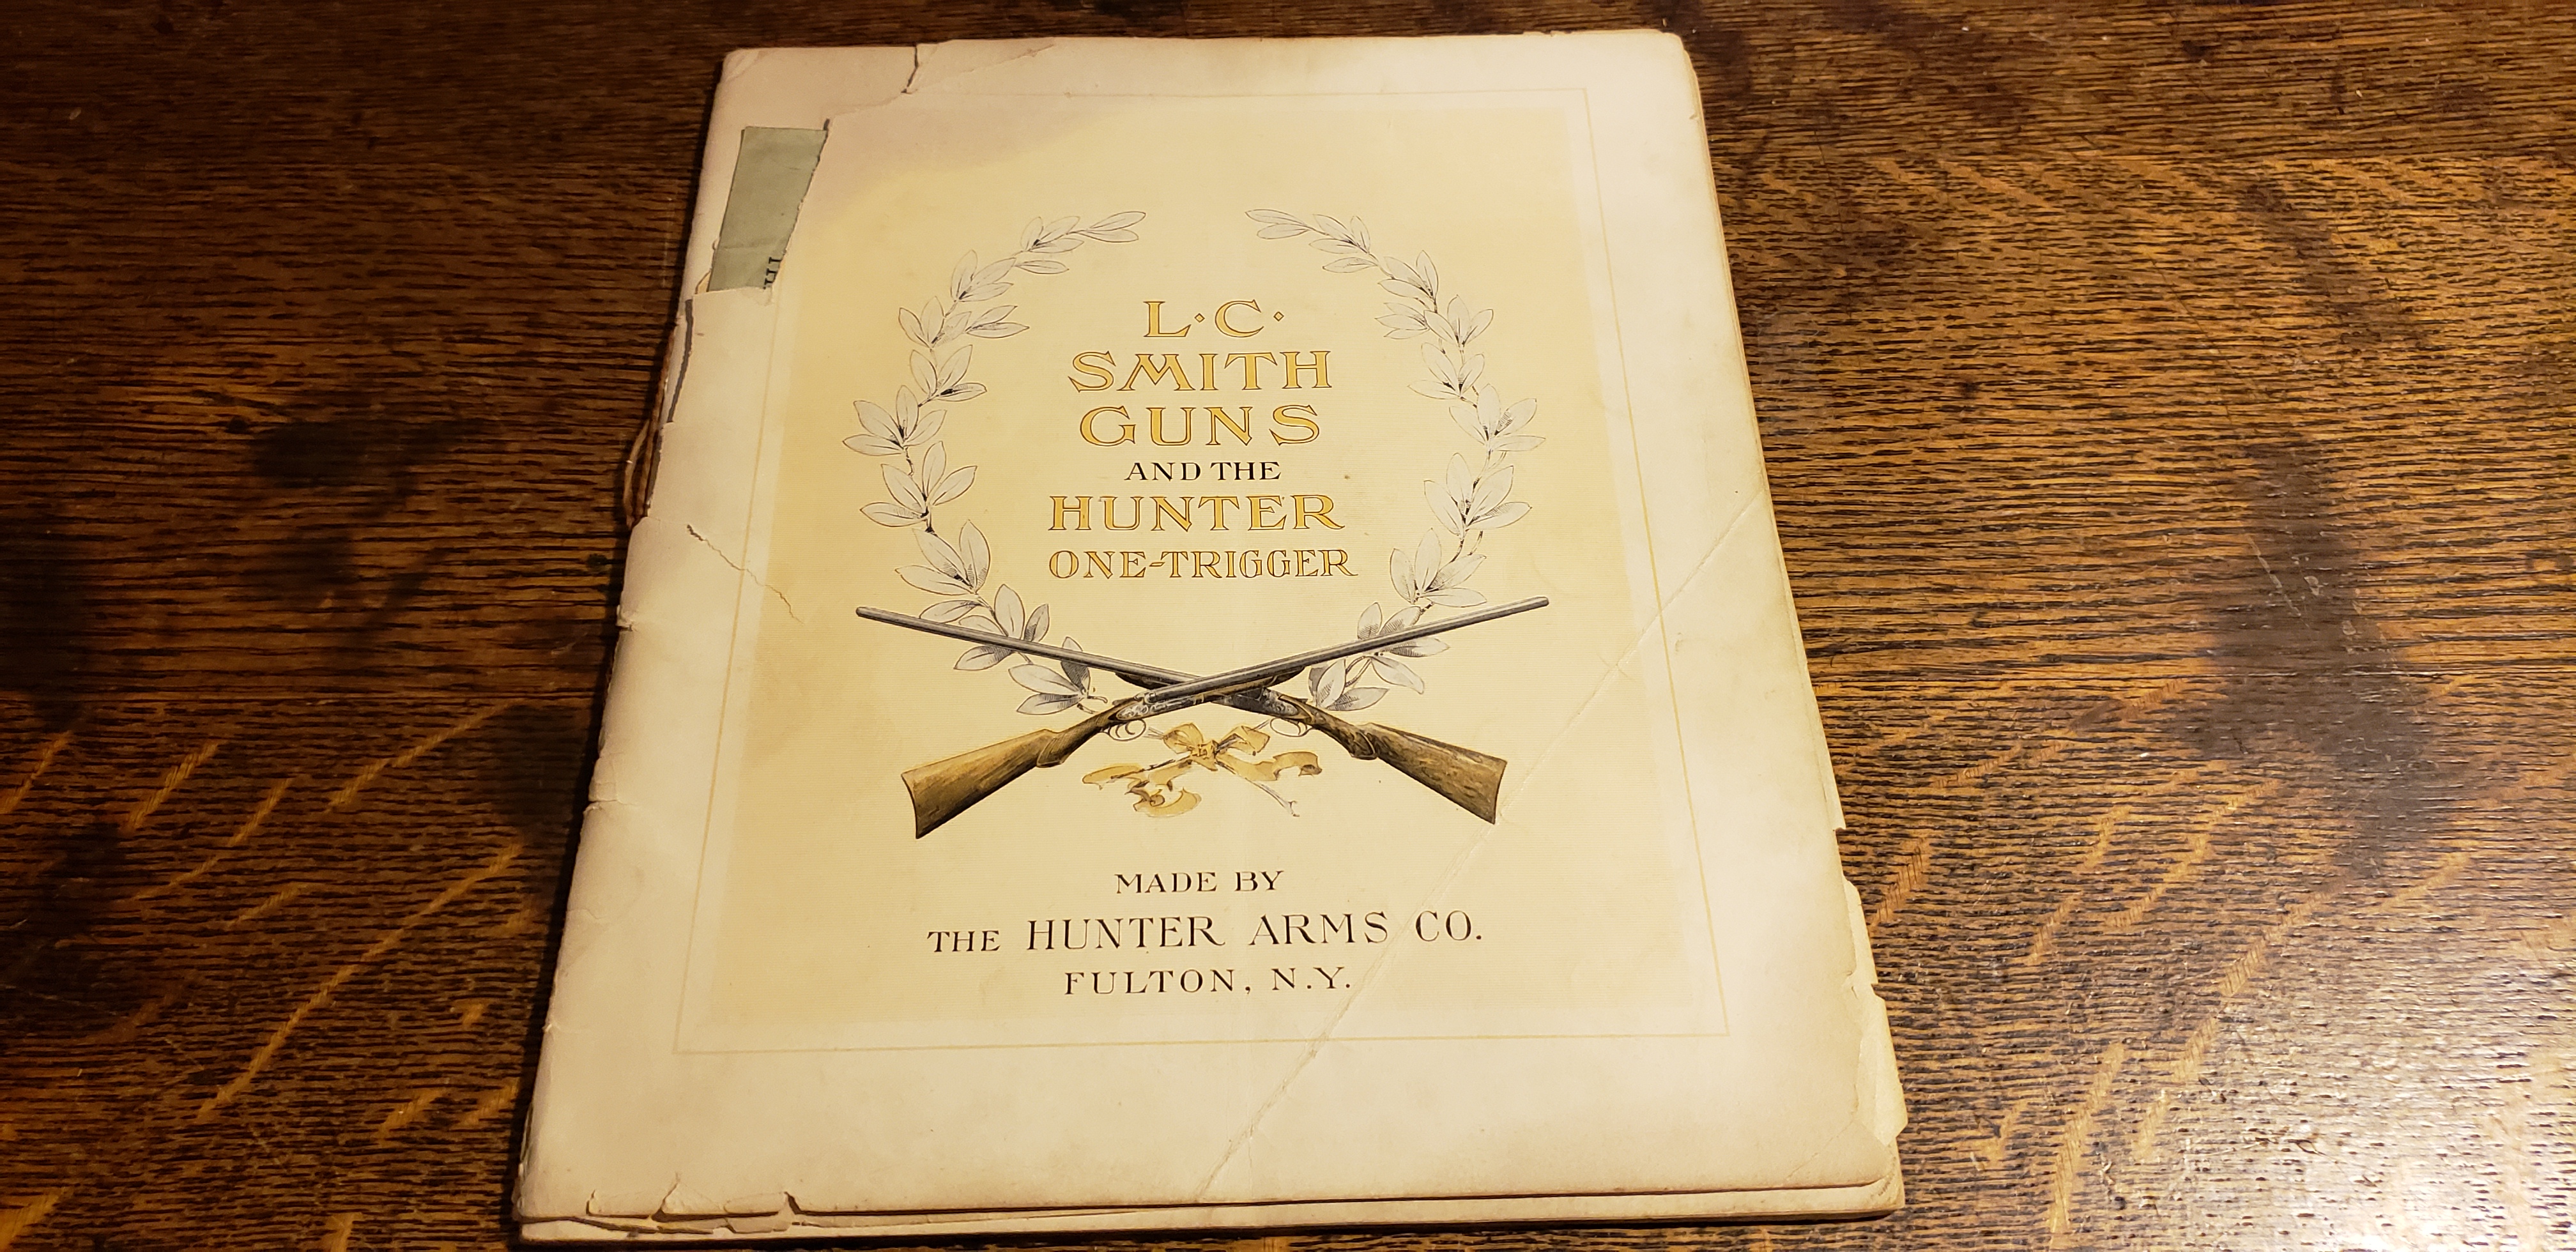 L·C·
SMITH
GUNS
AND THE
HUNTER
ONE-TRIGGER
MADE BY
THE HUNTER ARMS CO.
FULTON, N.Y.